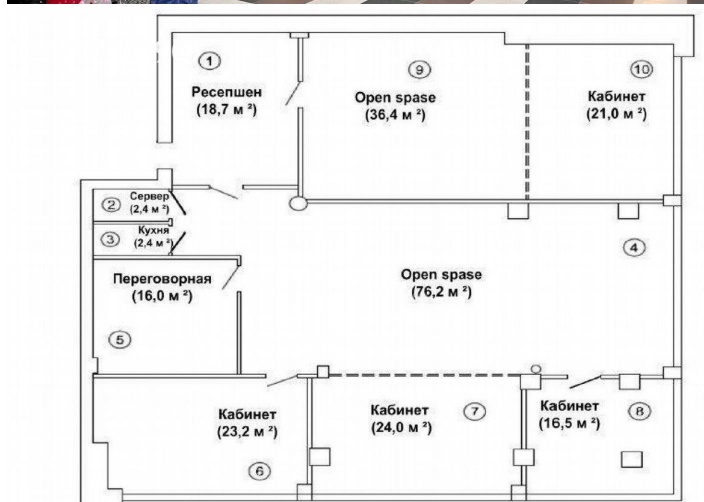 1
Ресепшен
(18,7 м ²)
9
Open spase
(36,4 м ²)
10
Кабинет
(21,0 м ²)
2
Сервер
(2,4 м ²)
3
Кухня
(2,4 м ²)
4
Open spase
(76,2 м ²)
Переговорная
(16,0 м ²)
5
Кабинет
(23,2 м ²)
6
Кабинет
(24,0 м ²)
7
Кабинет
(16,5 м ²)
8